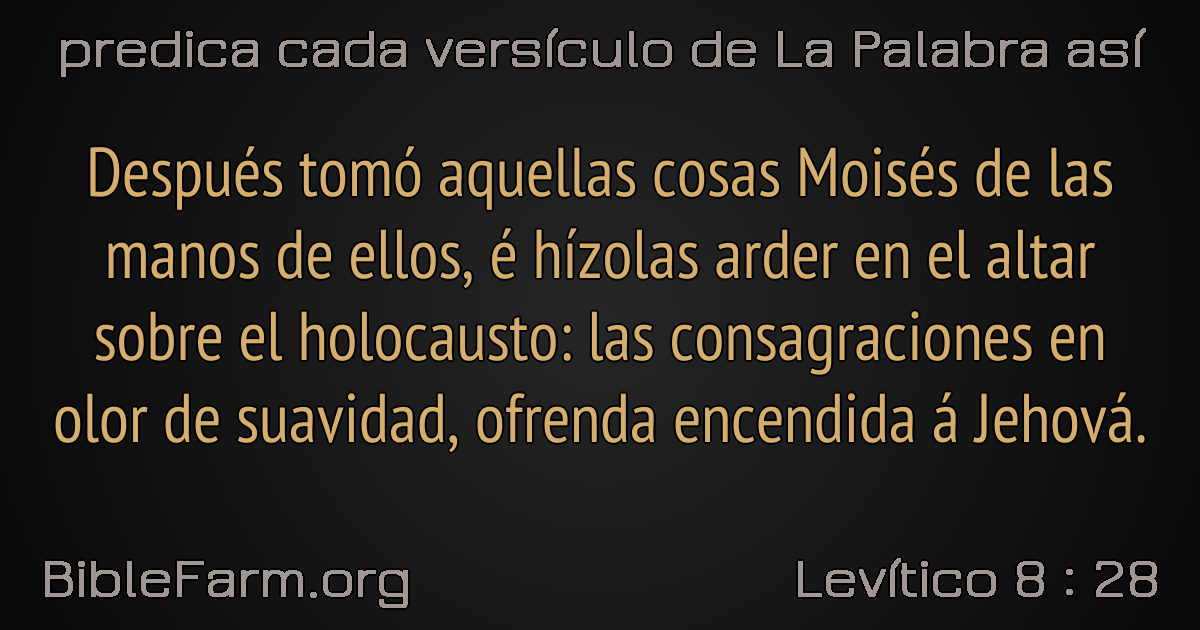 predica cada versículo de La Palabra así
Después tomó aquellas cosas Moisés de las
manos de ellos, é hízolas arder en el altar
sobre el holocausto: las consagraciones en
olor de suavidad, ofrenda encendida á Jehová.
BibleFarm.org
Levítico 8 : 28